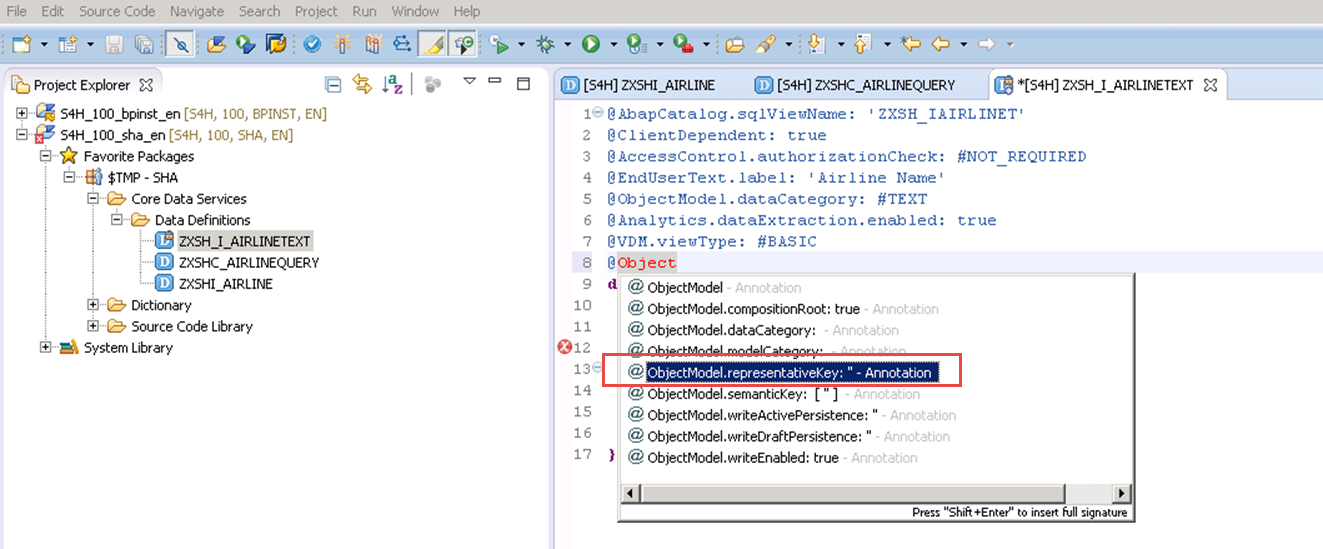 File Edit Source Code Navigate Search Project Run Window Help
Project Explorer
S4H_100_bpinst_en [S4H, 100, BPINST, EN]
S4H_100_sha_en [S4H, 100, SHA, EN]
Favorite Packages
$TMP - SHA
Core Data Services
Data Definitions
ZXSH_I_AIRLINETEXT
ZXSHC_AIRLINEQUERY
ZXSHI_AIRLINE
Dictionary
Source Code Library
System Library
[S4H] ZXSHI_AIRLINE [S4H] ZXSHC_AIRLINEQUERY *[S4H] ZXSH_I_AIRLINETEXT
1 @AbapCatalog.sqlViewName: 'ZXSH_IAIRLINET'
2 @ClientDependent: true
3 @AccessControl.authorizationCheck: #NOT_REQUIRED
4 @EndUserText.label: 'Airline Name'
5 @ObjectModel.dataCategory: #TEXT
6 @Analytics.dataExtraction.enabled: true
7 @VDM.viewType: #BASIC
8 @Object
9 d
10
11
12
13
14
15
16
17 }
@ ObjectModel - Annotation
@ ObjectModel.compositionRoot: true - Annotation
@ ObjectModel.dataCategory: - Annotation
@ ObjectModel.modelCategory: - Annotation
@ ObjectModel.representativeKey: '' - Annotation
@ ObjectModel.semanticKey: [ '' ] - Annotation
@ ObjectModel.writeActivePersistence: '' - Annotation
@ ObjectModel.writeDraftPersistence: '' - Annotation
@ ObjectModel.writeEnabled: true - Annotation
Press "Shift+Enter" to insert full signature